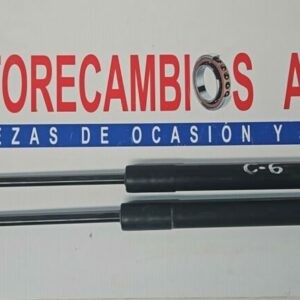 TORECAMBIOS A
EZAS DE OCASIÓN Y
C-6